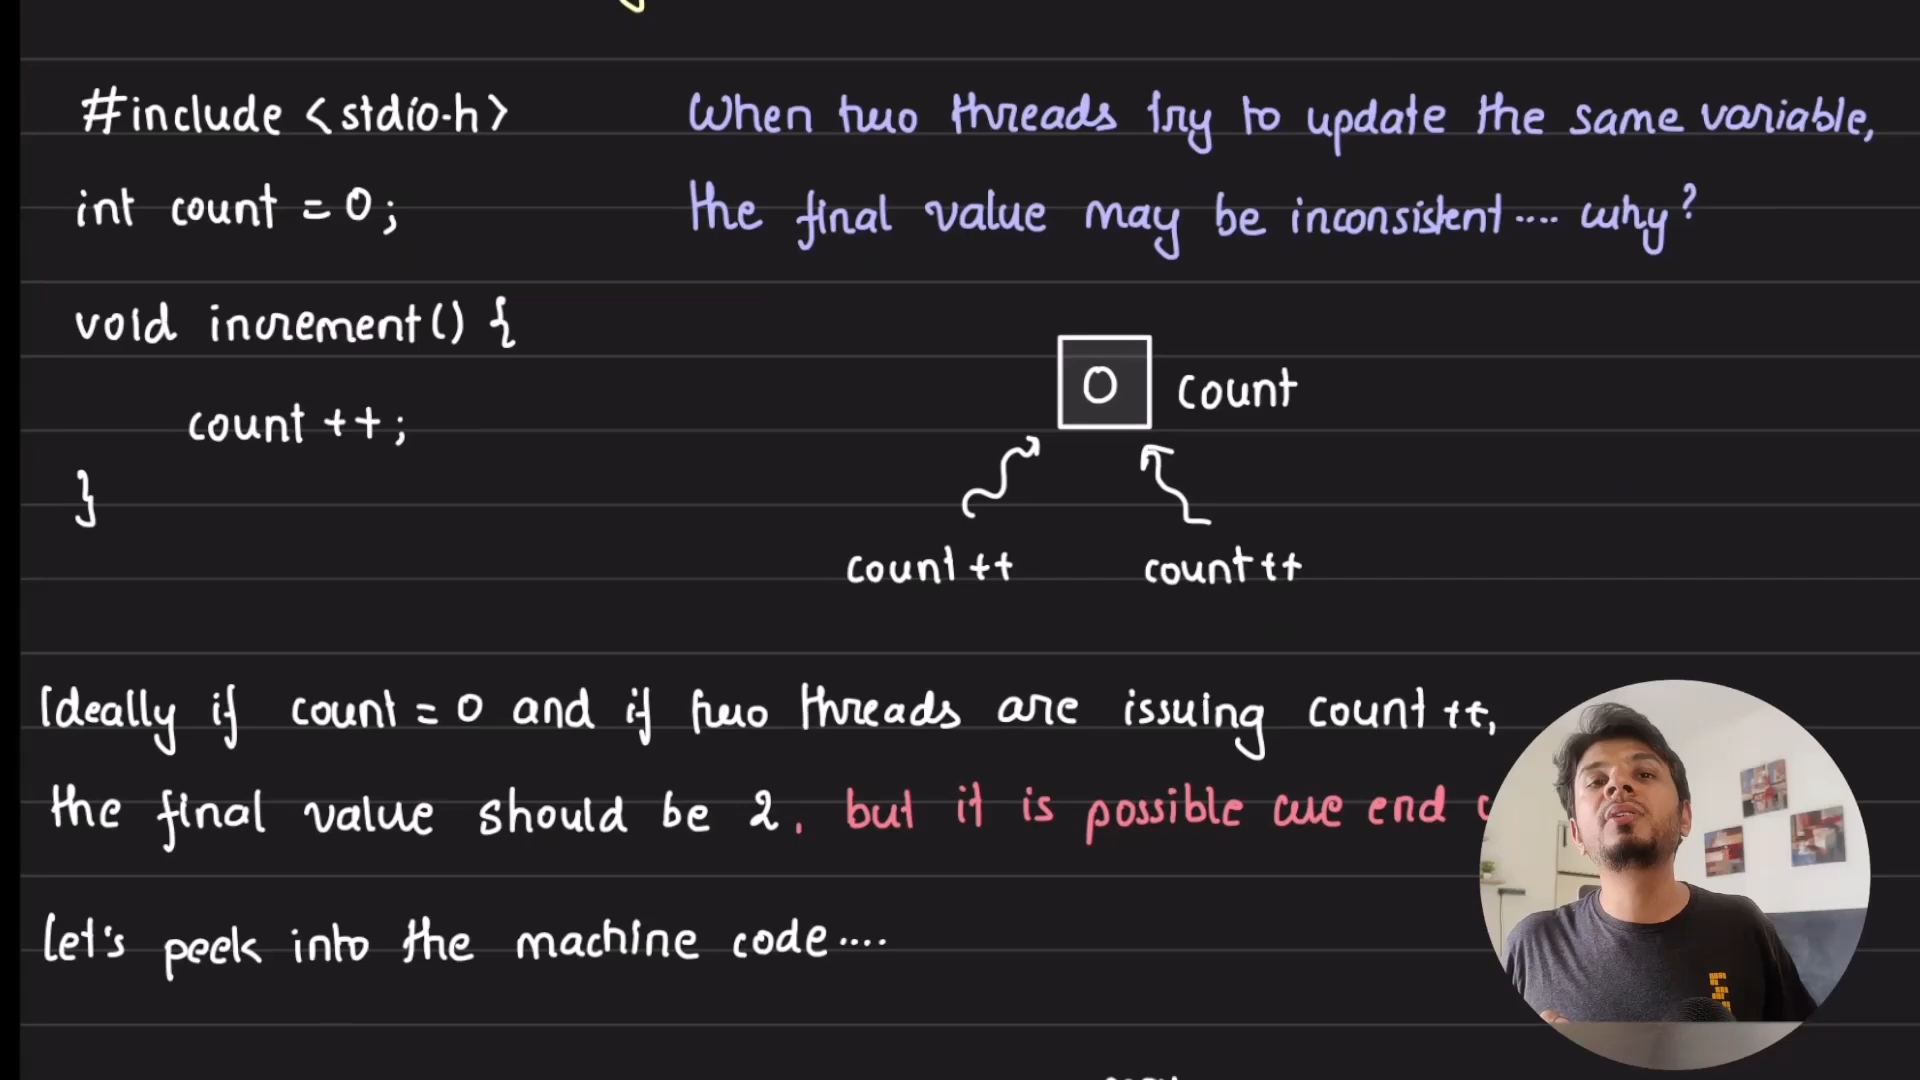 #include <stdio.h>
int count = 0;
void increment() {
count ++;
}
When two threads try to update the same variable,
the final value may be inconsistent.... why?
0 count
count ++ count ++
Ideally if count = 0 and if two threads are issuing count ++,
the final value should be 2. but it is possible we end
Let's peek into the machine code....